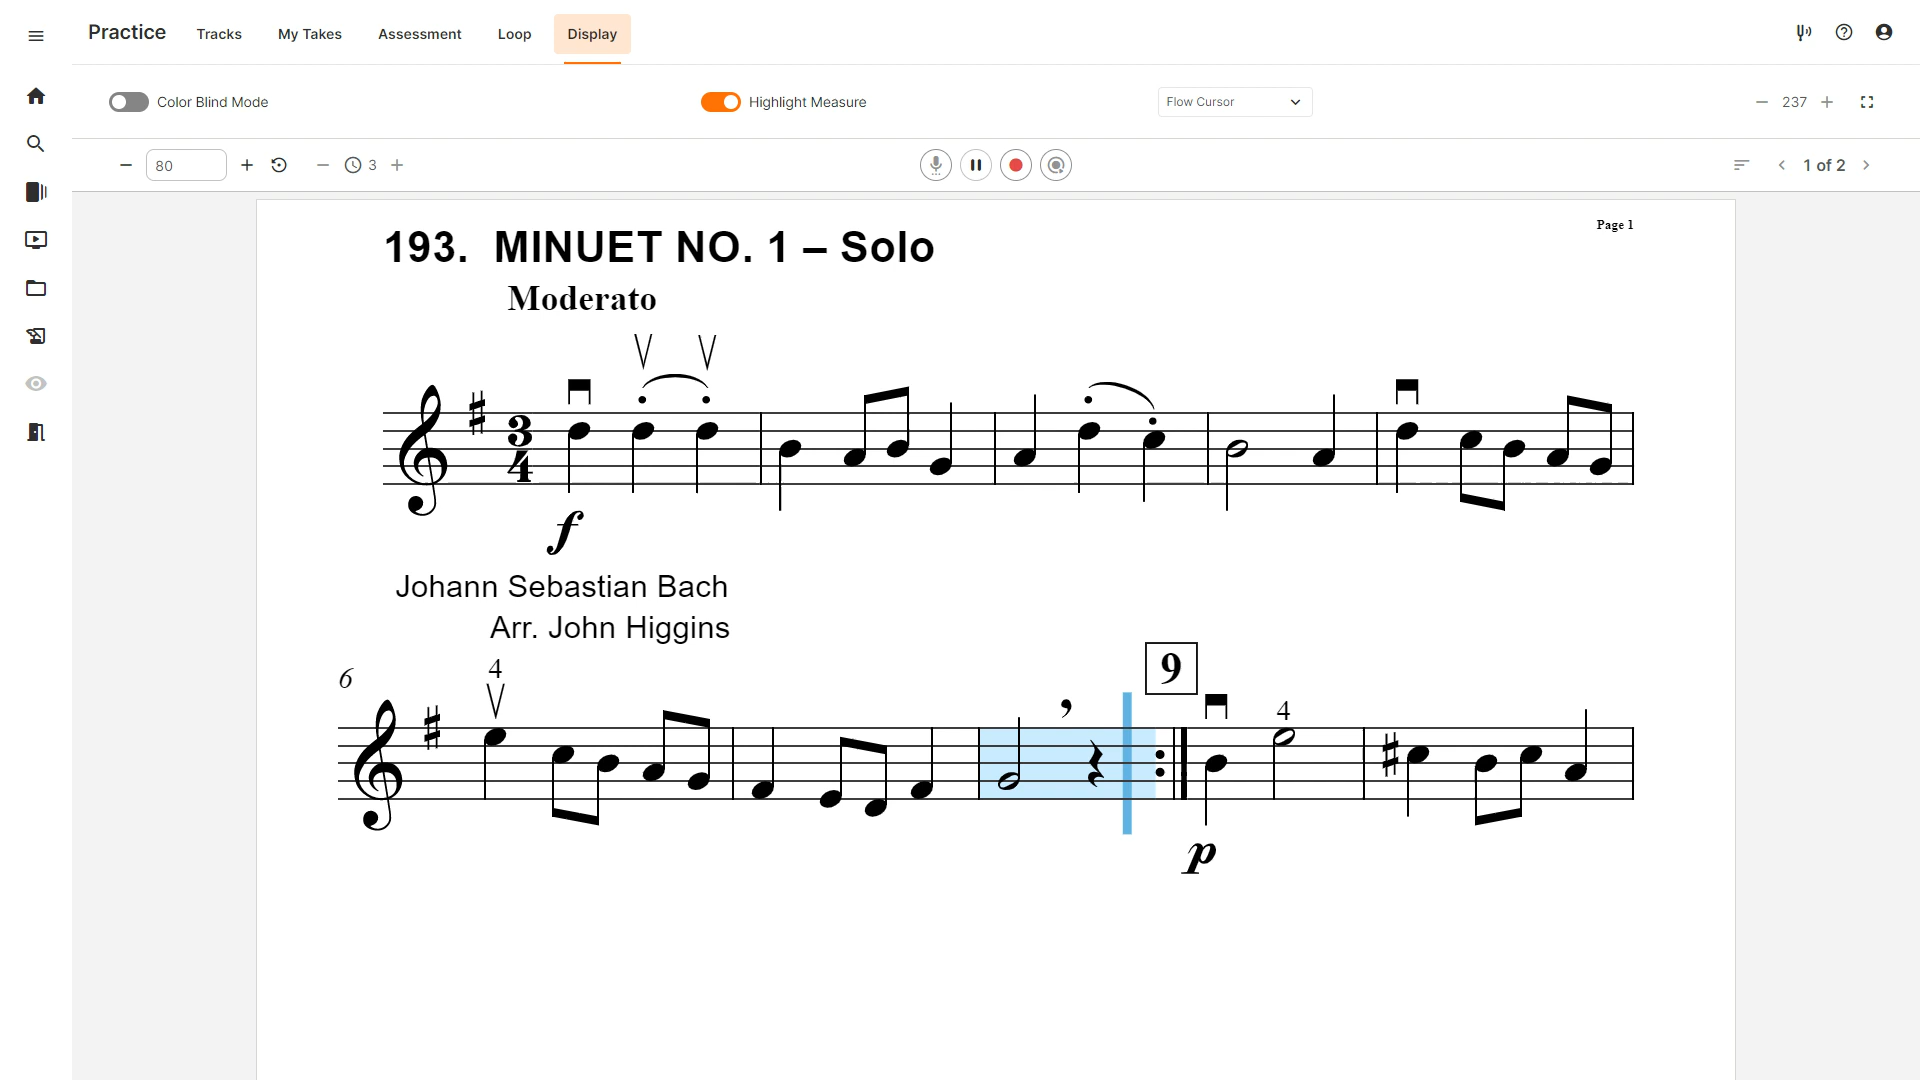 Practice Tracks My Takes Assessment Loop Display
Color Blind Mode Highlight Measure Flow Cursor 237
80 3 1 of 2
Page 1
193. MINUET NO. 1 – Solo
Moderato
3
4
f
Johann Sebastian Bach
Arr. John Higgins
6 4 9 4
p